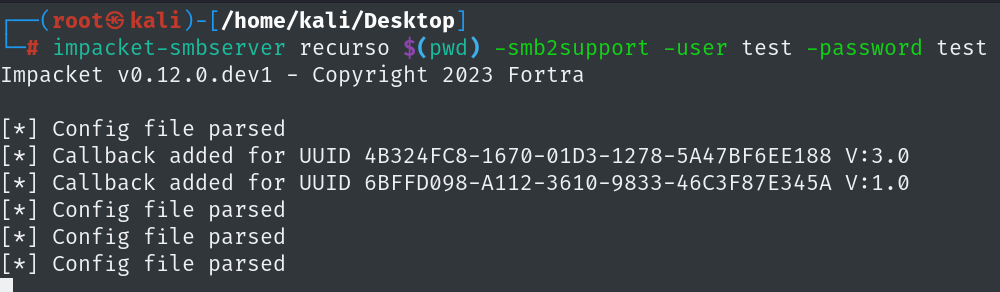 ┌──(root㉿kali)-[/home/kali/Desktop]
└─# impacket-smbserver recurso $(pwd) -smb2support -user test -password test
Impacket v0.12.0.dev1 - Copyright 2023 Fortra
[*] Config file parsed
[*] Callback added for UUID 4B324FC8-1670-01D3-1278-5A47BF6EE188 V:3.0
[*] Callback added for UUID 6BFFD098-A112-3610-9833-46C3F87E345A V:1.0
[*] Config file parsed
[*] Config file parsed
[*] Config file parsed